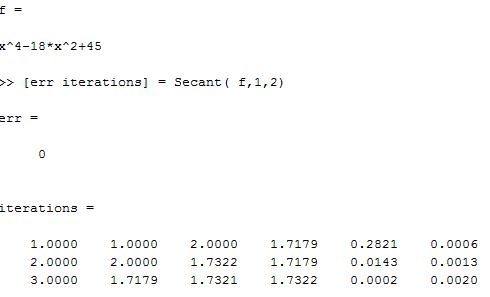 f =
x^4-18*x^2+45
>> [err iterations] = Secant( f,1,2)
err =
0
iterations =
1.0000 1.0000 2.0000 1.7179 0.2821 0.0006
2.0000 2.0000 1.7322 1.7179 0.0143 0.0013
3.0000 1.7179 1.7321 1.7322 0.0002 0.0020